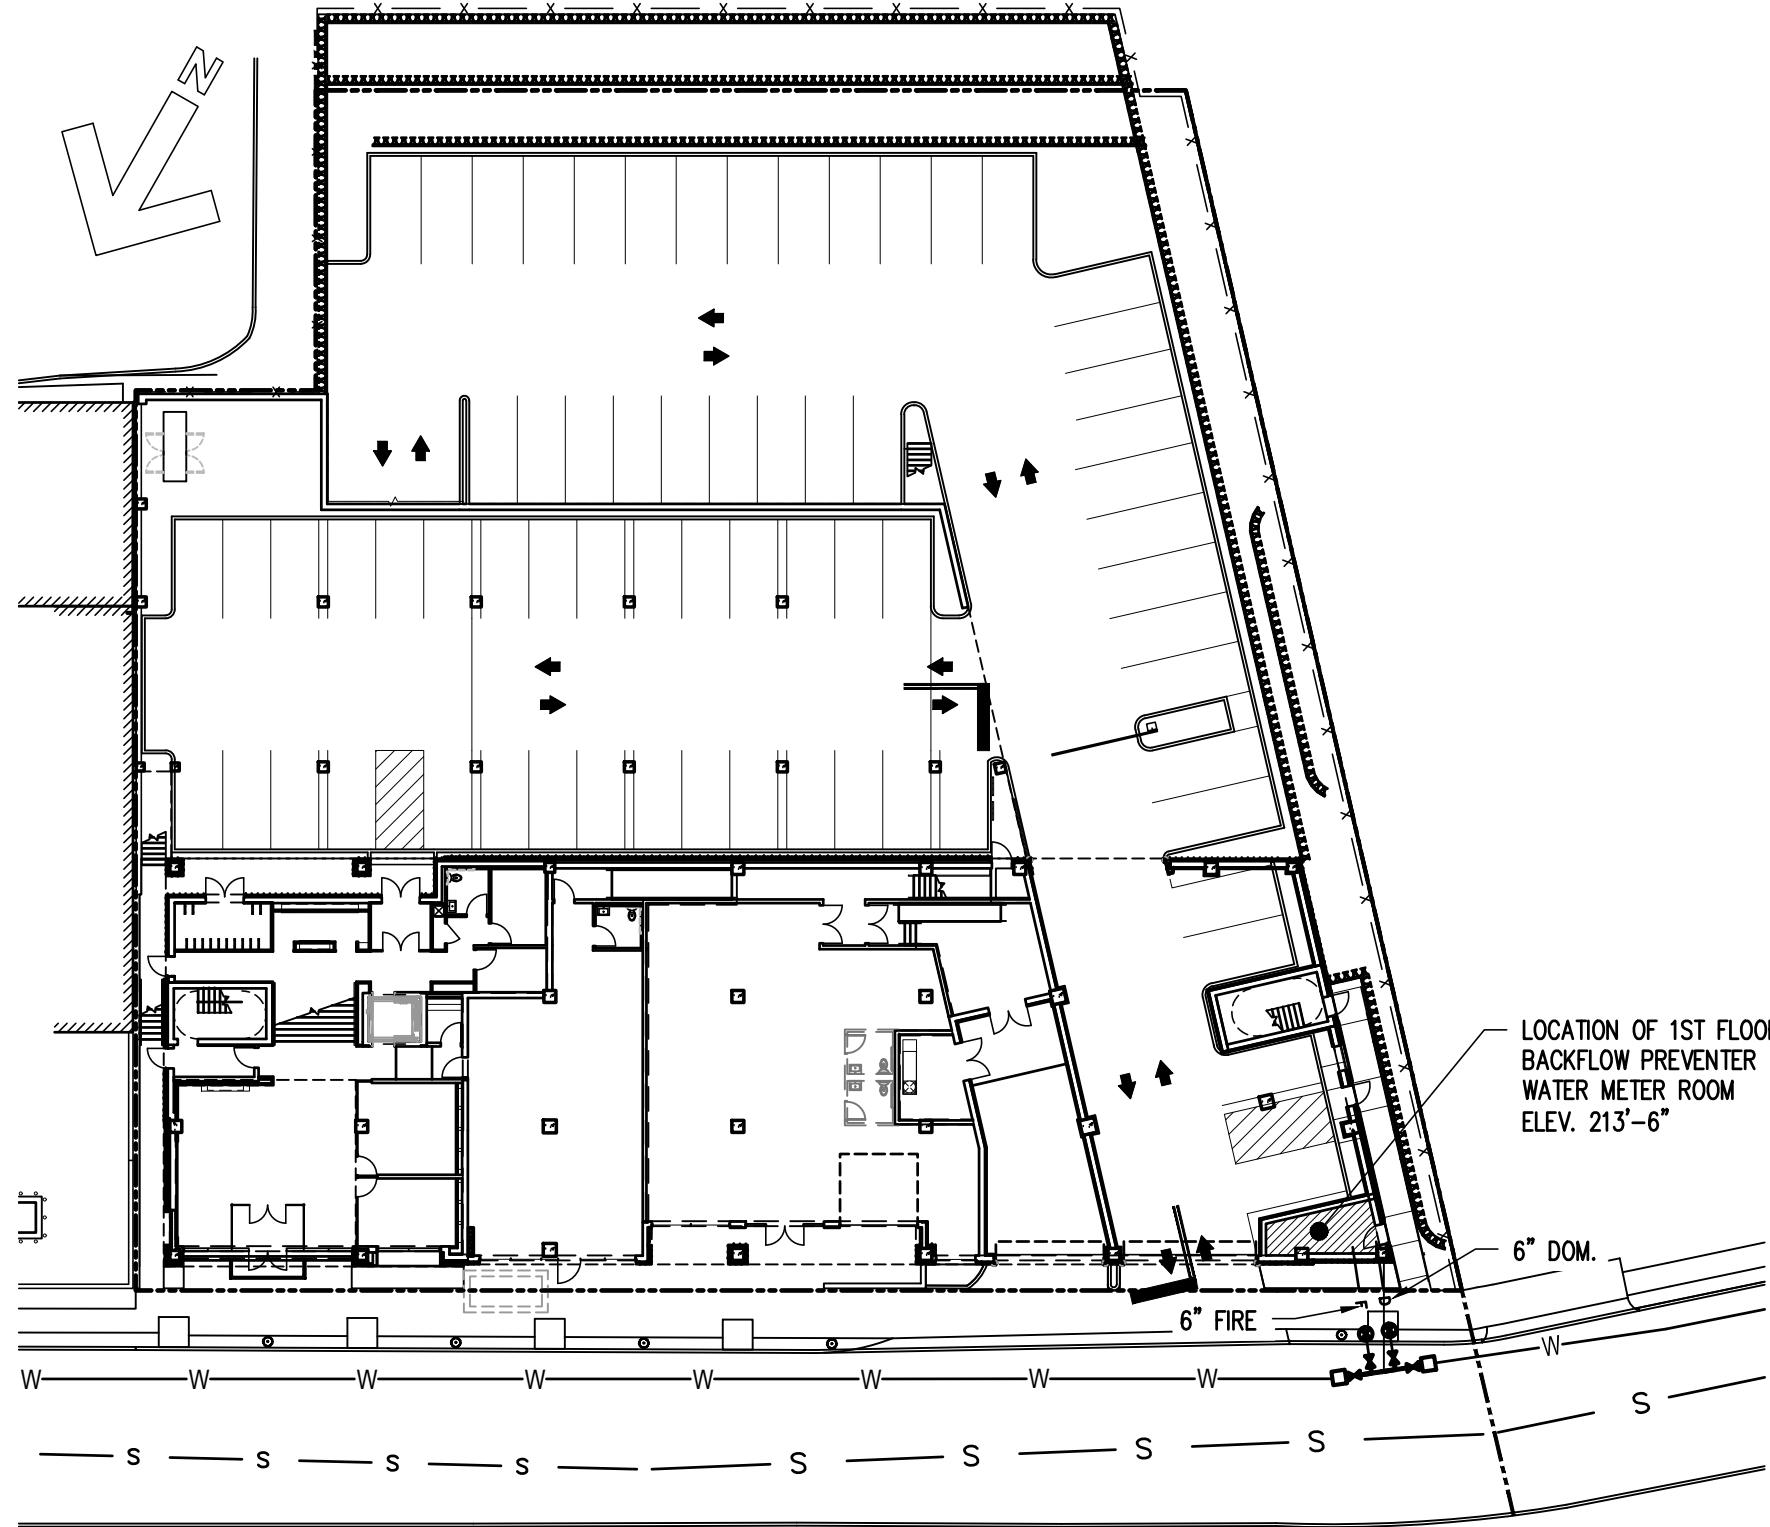 N
LOCATION OF 1ST FLOOR
BACKFLOW PREVENTER
WATER METER ROOM
ELEV. 213'-6"
6" DOM.
6" FIRE
W
W W W W W W W W
S
s s s s S S S S